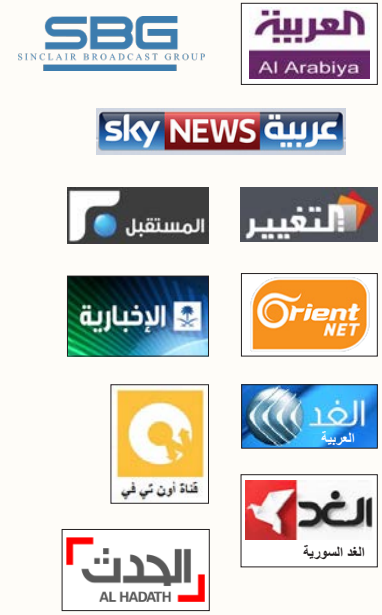 SBG
SINCLAIR BROADCAST GROUP
العربية
Al Arabiya
sky NEWS عربية
المستقبل
التغيير
الإخبارية
Orient
NET
الغد
العربية
قناة أون تي في
الغد
الغد السورية
الحدث
AL HADATH